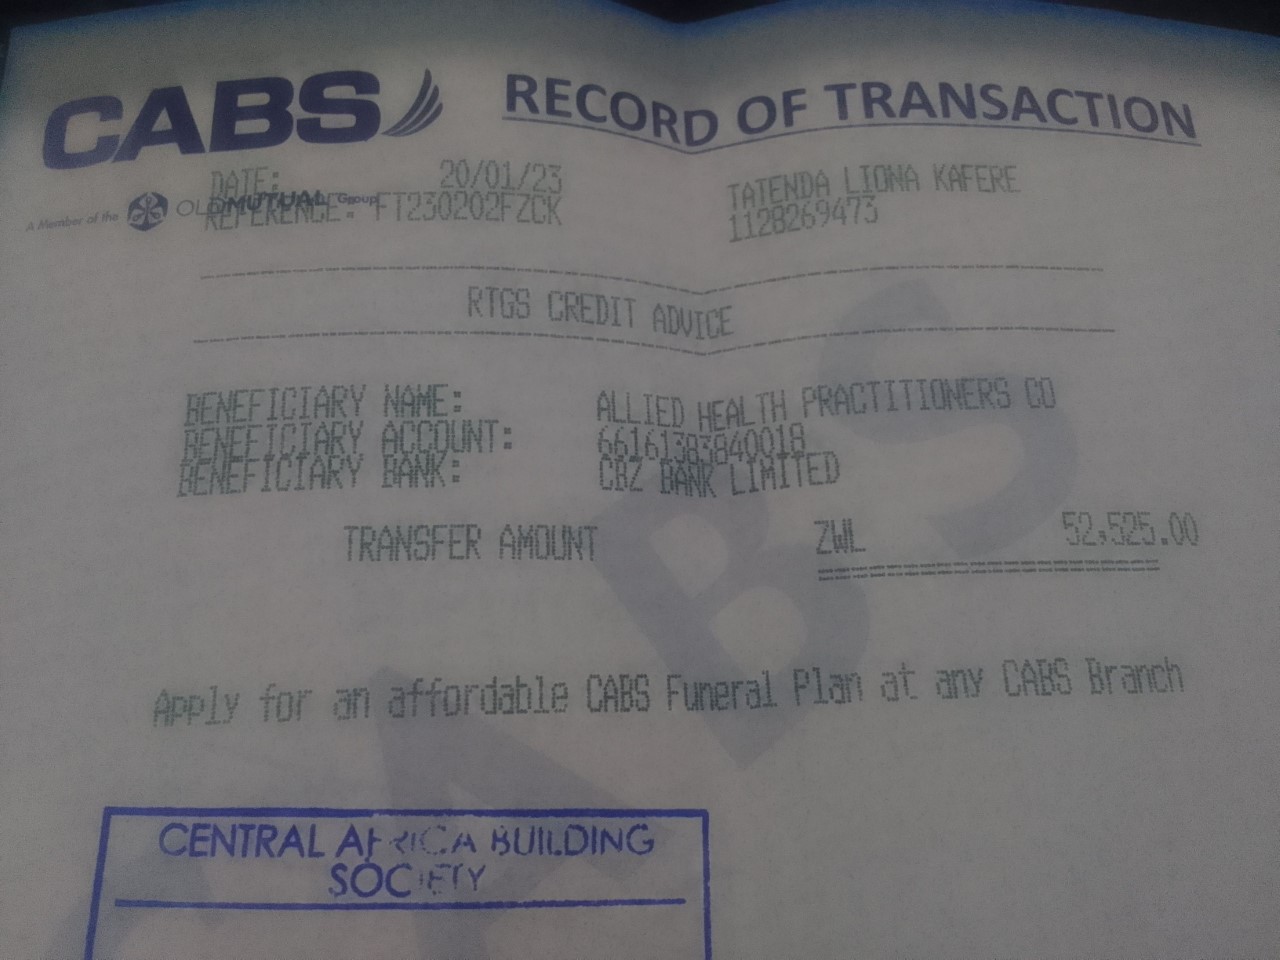 CABS RECORD OF TRANSACTION
DATE: 20/01/23 TATENDA LIONA KAFERE
A Member of the OLDMUTUAL Group
REFERENCE: FT230202FZCK 1128269473
RTGS CREDIT ADVICE
BENEFICIARY NAME: ALLIED HEALTH PRACTITIONERS CO
BENEFICIARY ACCOUNT: 66161383840018
BENEFICIARY BANK: CBZ BANK LIMITED
TRANSFER AMOUNT ZWL 52,525.00
Apply for an affordable CABS Funeral Plan at any CABS Branch
CABS
CENTRAL AFRICA BUILDING
SOCIETY